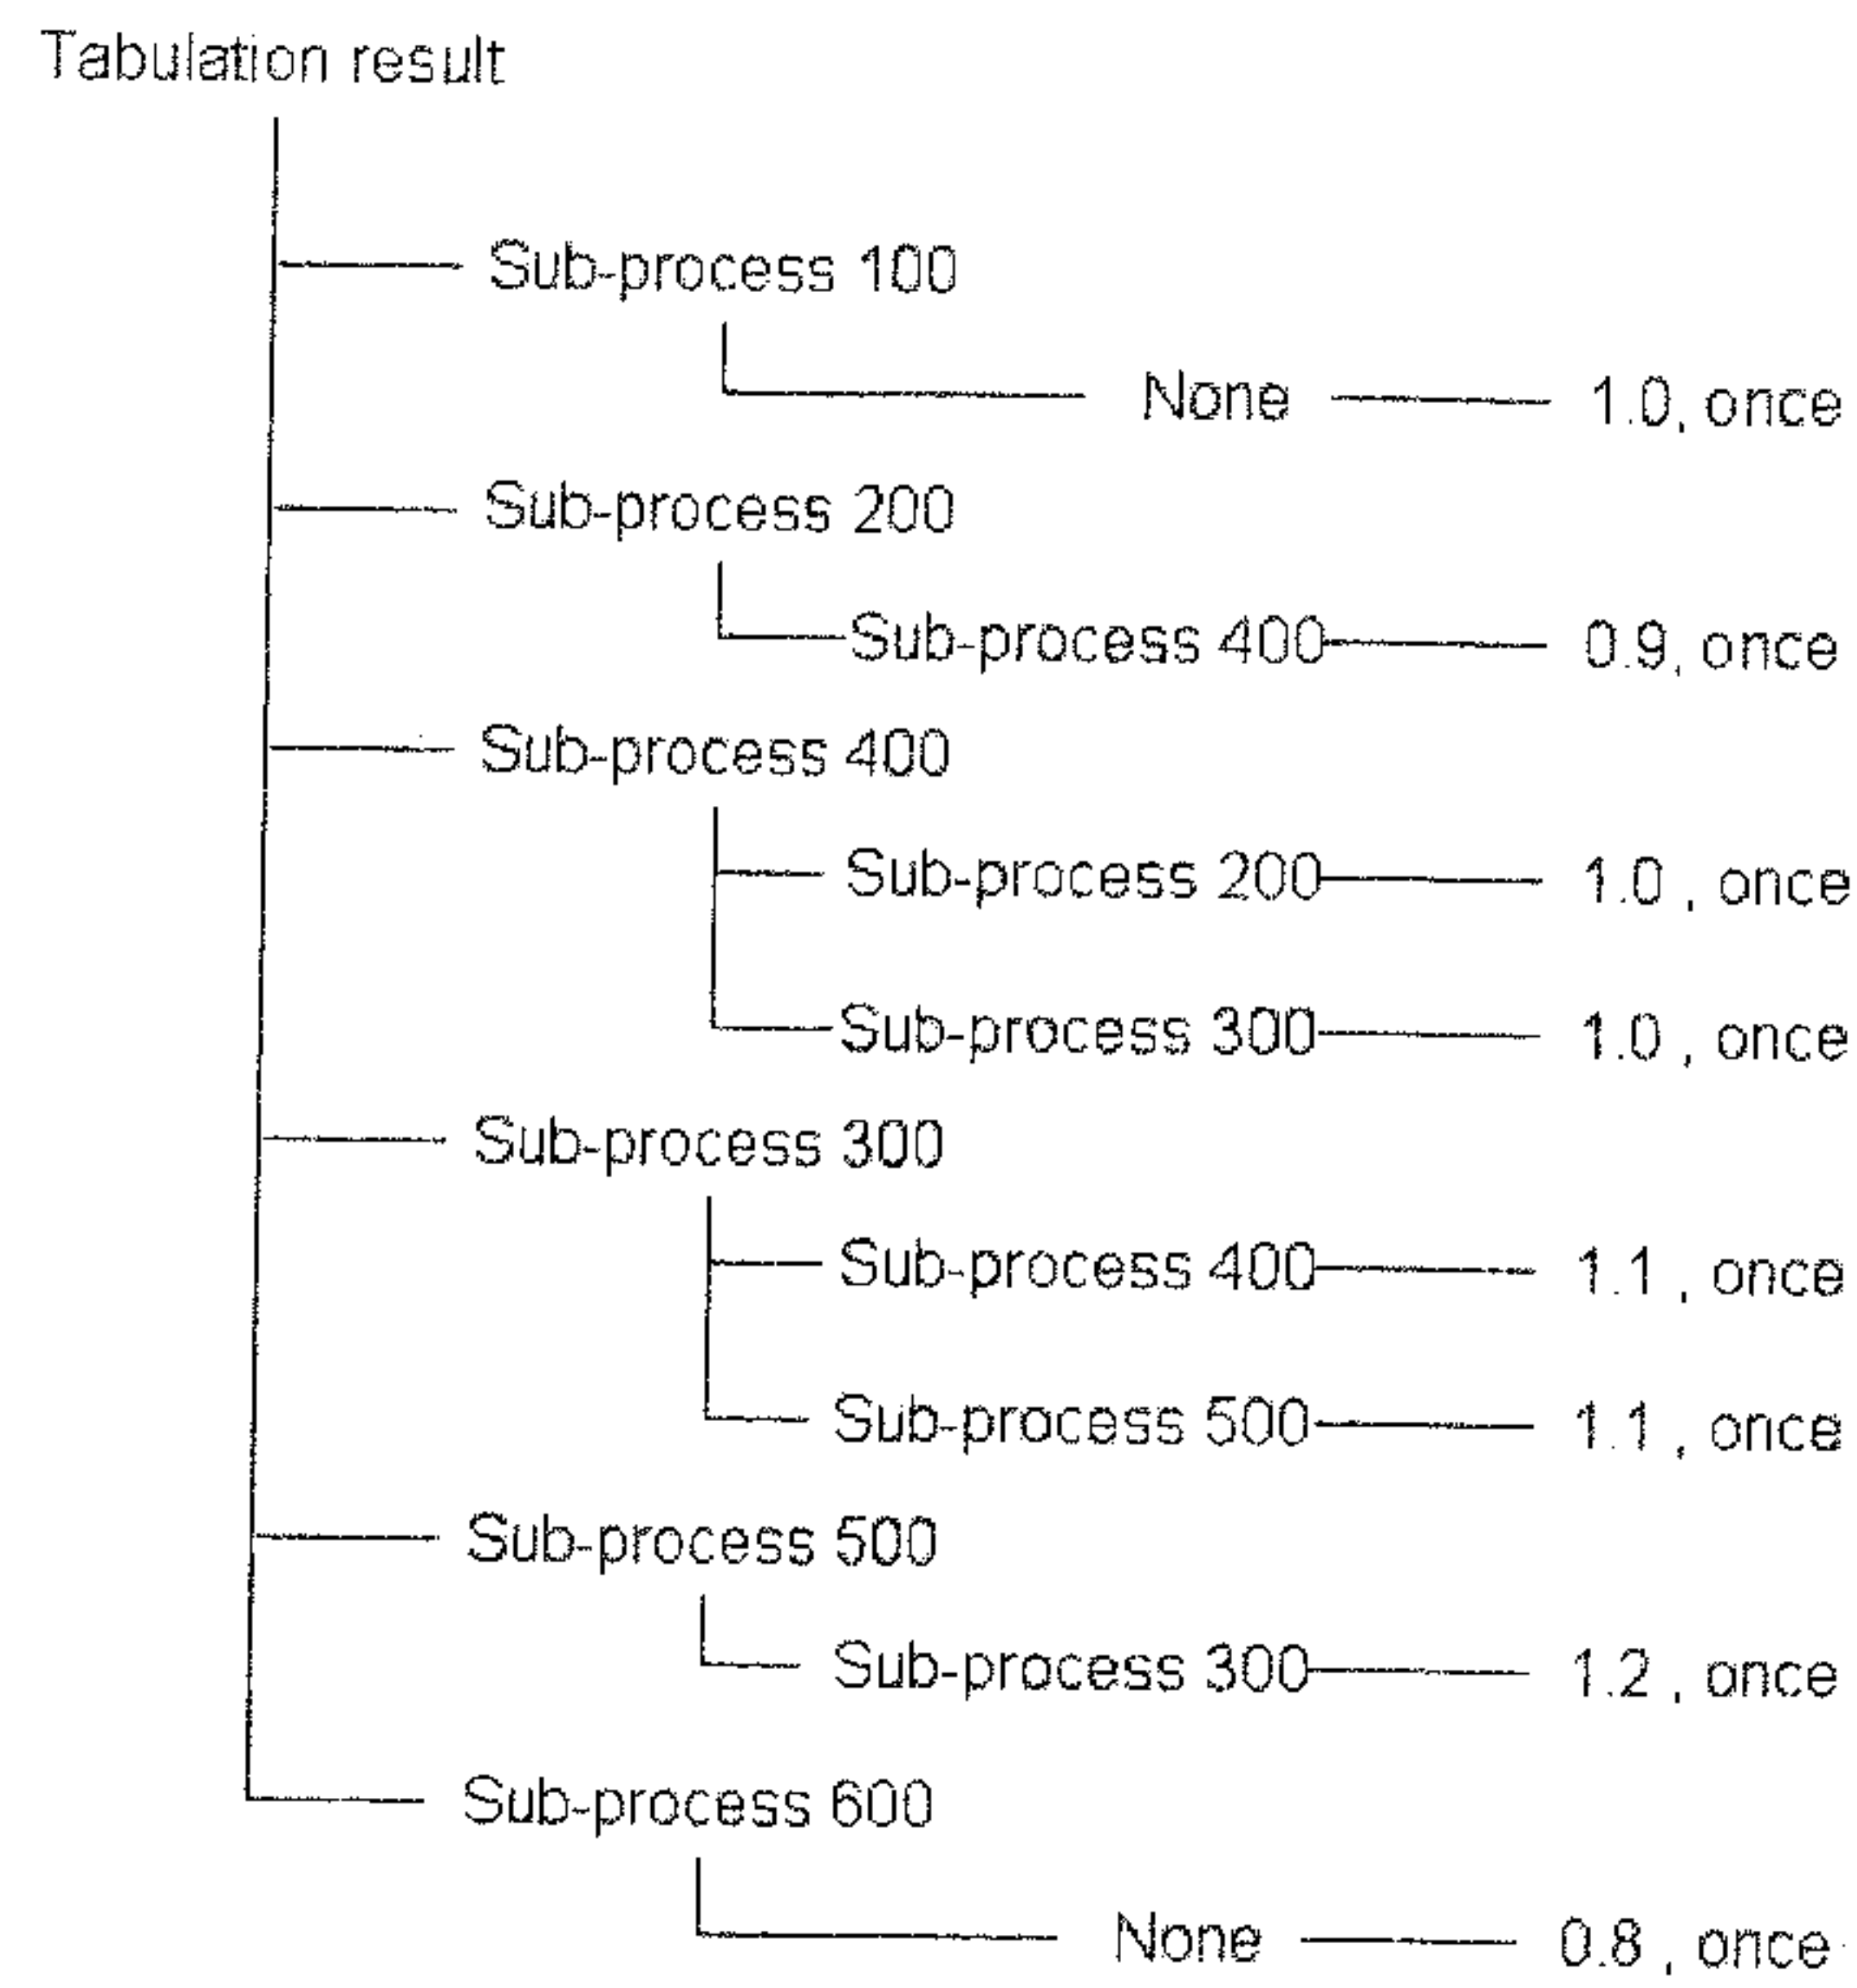 Tabulation result
Sub-process 100
None 1.0, once
Sub-process 200
Sub-process 400 0.9, once
Sub-process 400
Sub-process 200 1.0 , once
Sub-process 300 1.0 , once
Sub-process 300
Sub-process 400 1.1 , once
Sub-process 500 1.1 , once
Sub-process 500
Sub-process 300 1.2 , once
Sub-process 600
None 0.8 , once